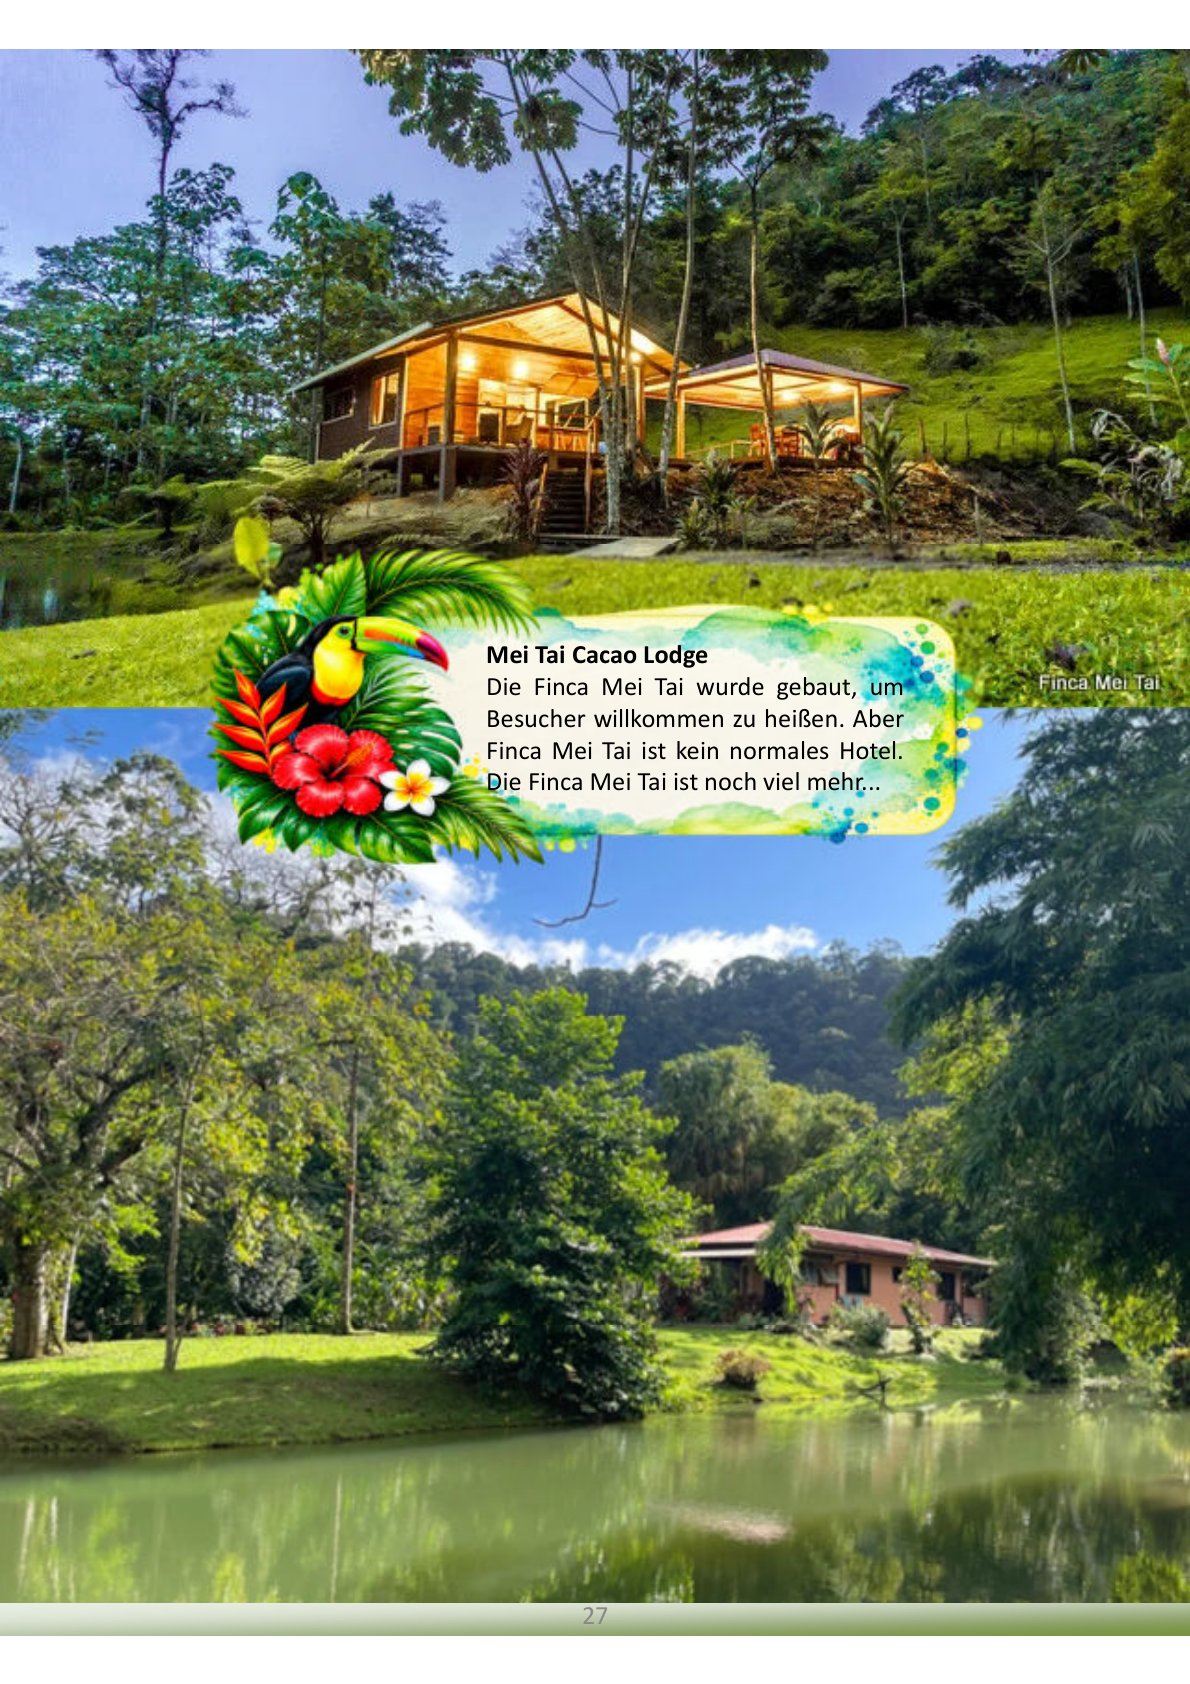 Mei Tai Cacao Lodge
Die Finca Mei Tai wurde gebaut, um
Besucher willkommen zu heißen. Aber
Finca Mei Tai ist kein normales Hotel.
Die Finca Mei Tai ist noch viel mehr...
Finca Mei Tai
27